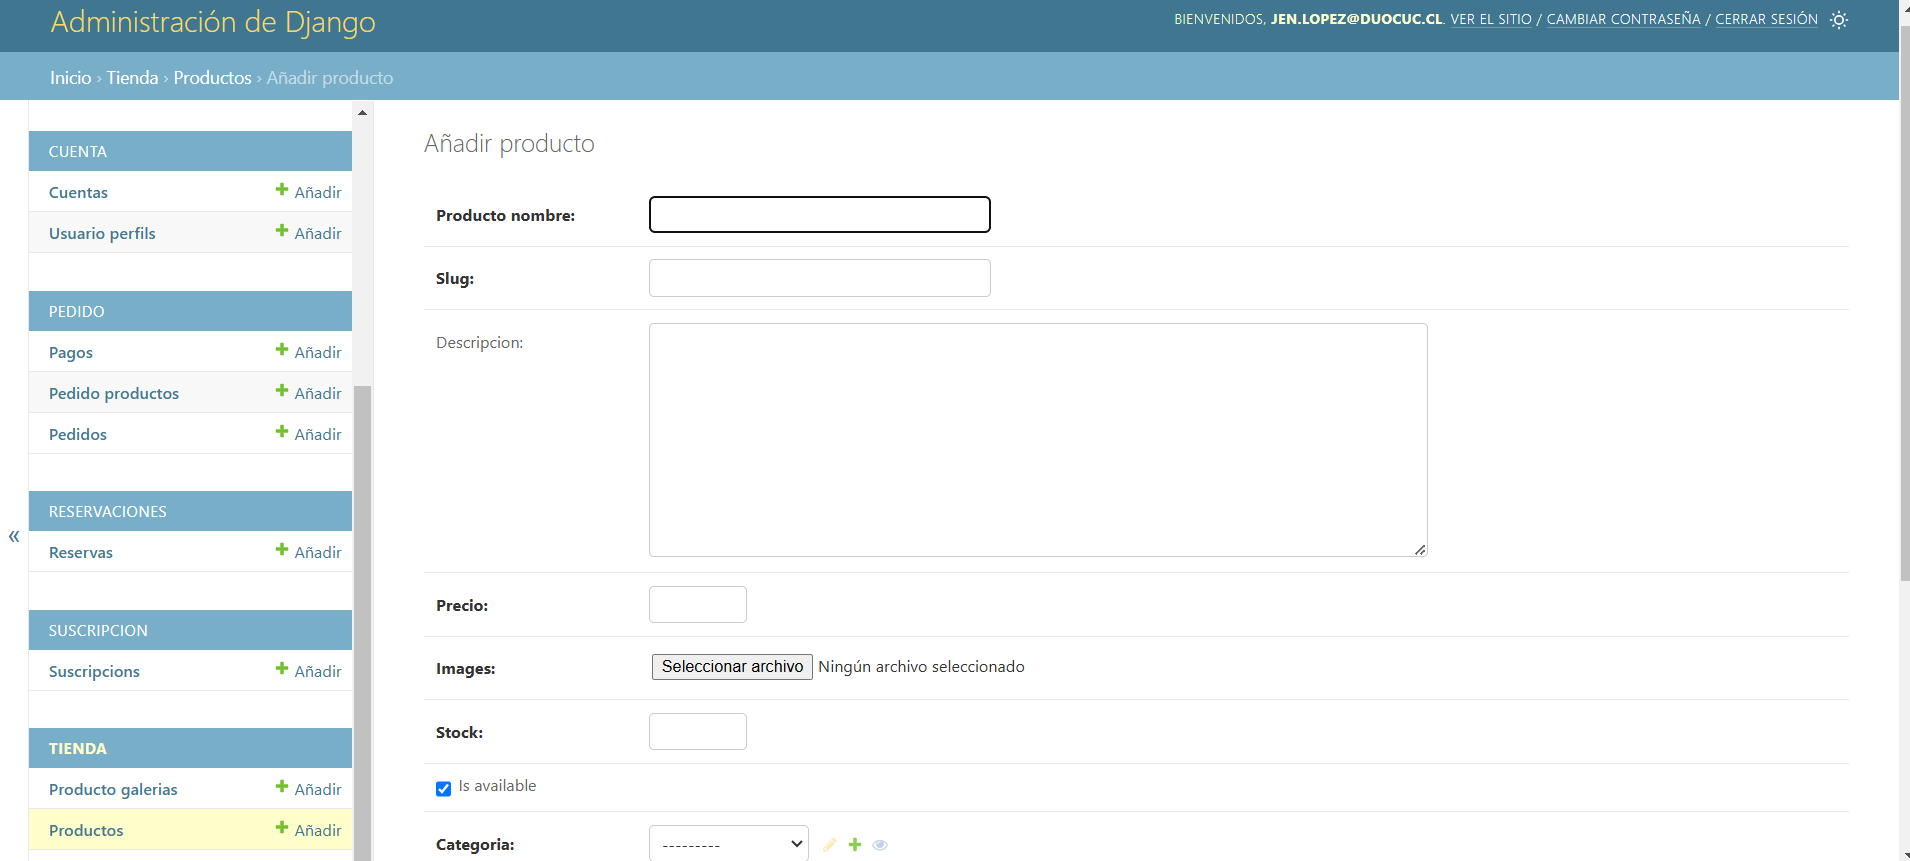 Administración de Django
BIENVENIDOS, JEN.LOPEZ@DUOCUC.CL. VER EL SITIO / CAMBIAR CONTRASEÑA / CERRAR SESIÓN
Inicio › Tienda › Productos › Añadir producto
CUENTA
Cuentas + Añadir
Usuario perfils + Añadir
PEDIDO
Pagos + Añadir
Pedido productos + Añadir
Pedidos + Añadir
RESERVACIONES
Reservas + Añadir
SUSCRIPCION
Suscripcions + Añadir
TIENDA
Producto galerias + Añadir
Productos + Añadir
«
Añadir producto
Producto nombre:
Slug:
Descripcion:
Precio:
Images: Seleccionar archivo Ningún archivo seleccionado
Stock:
Is available
Categoria: ---------